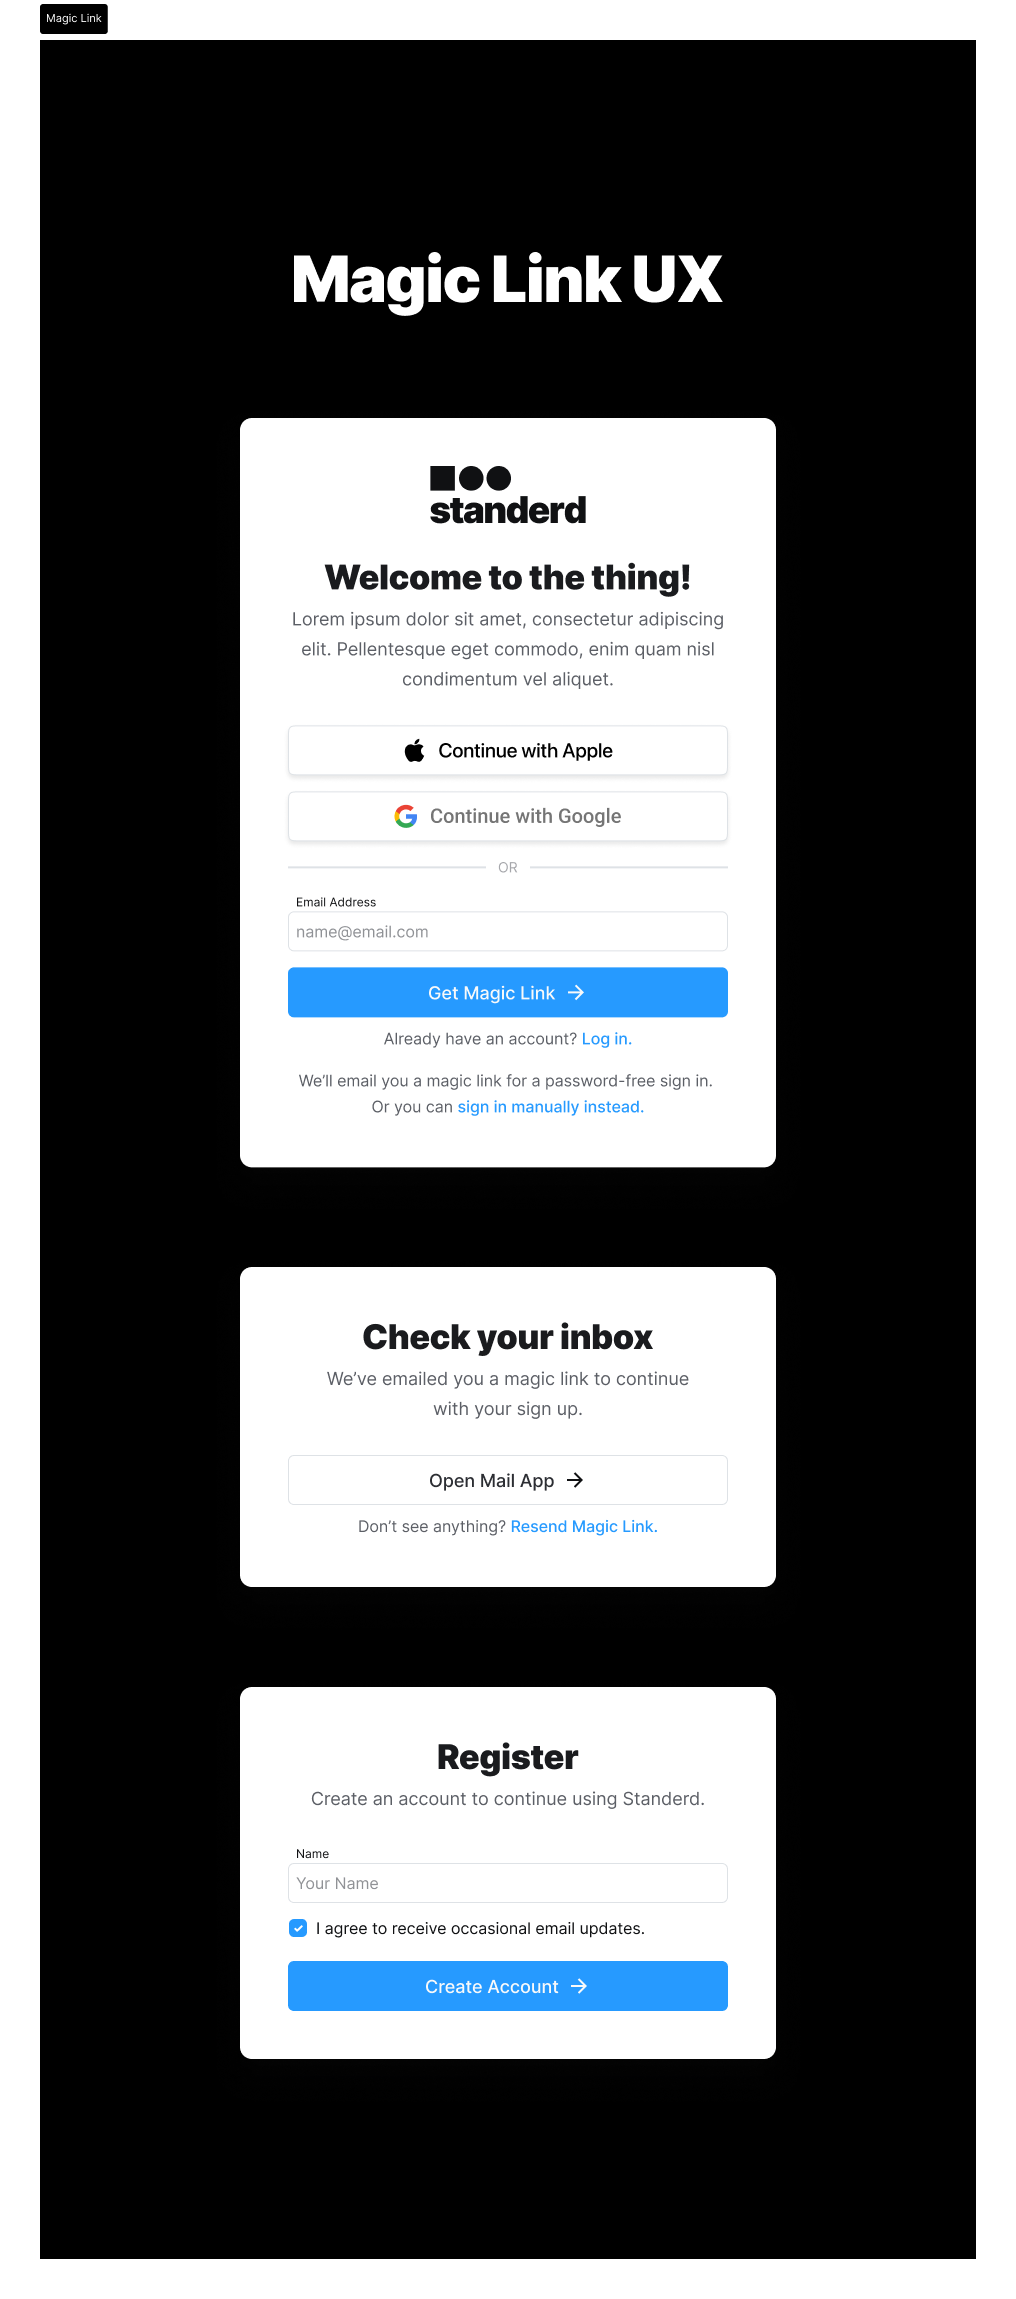 Magic Link
Magic Link UX
standerd
Welcome to the thing!
Lorem ipsum dolor sit amet, consectetur adipiscing
elit. Pellentesque eget commodo, enim quam nisl
condimentum vel aliquet.
Continue with Apple
Continue with Google
OR
Email Address
name@email.com
Get Magic Link
Already have an account? Log in.
We’ll email you a magic link for a password-free sign in.
Or you can sign in manually instead.
Check your inbox
We’ve emailed you a magic link to continue
with your sign up.
Open Mail App
Don’t see anything? Resend Magic Link.
Register
Create an account to continue using Standerd.
Name
Your Name
I agree to receive occasional email updates.
Create Account